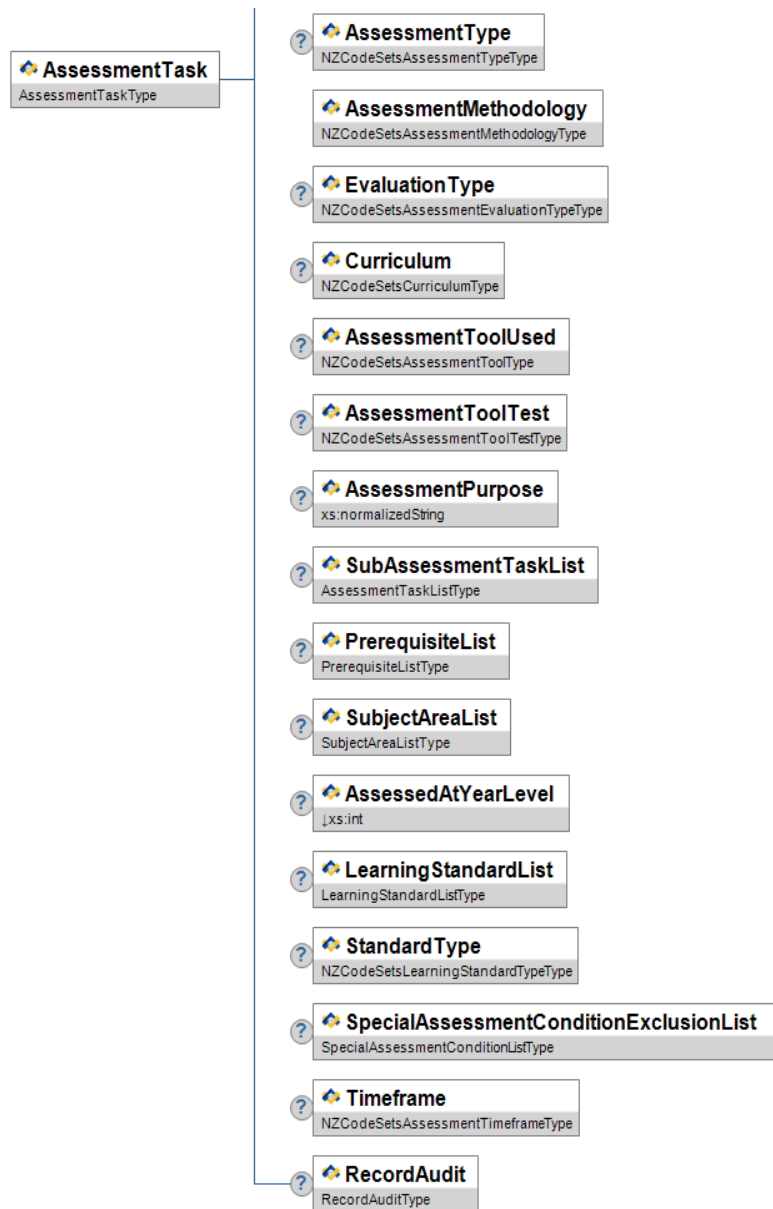 AssessmentTask
AssessmentTaskType
?
AssessmentType
NZCodeSetsAssessmentTypeType
AssessmentMethodology
NZCodeSetsAssessmentMethodologyType
?
EvaluationType
NZCodeSetsAssessmentEvaluationTypeType
?
Curriculum
NZCodeSetsCurriculumType
?
AssessmentToolUsed
NZCodeSetsAssessmentToolType
?
AssessmentToolTest
NZCodeSetsAssessmentToolTestType
?
AssessmentPurpose
xs:normalizedString
?
SubAssessmentTaskList
AssessmentTaskListType
?
PrerequisiteList
PrerequisiteListType
?
SubjectAreaList
SubjectAreaListType
?
AssessedAtYearLevel
↓xs:int
?
LearningStandardList
LearningStandardListType
?
StandardType
NZCodeSetsLearningStandardTypeType
?
SpecialAssessmentConditionExclusionList
SpecialAssessmentConditionListType
?
Timeframe
NZCodeSetsAssessmentTimeframeType
?
RecordAudit
RecordAuditType